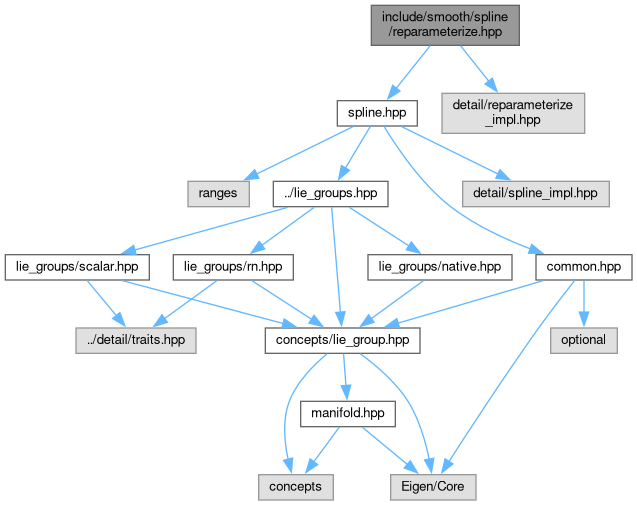 include/smooth/spline
/reparameterize.hpp
detail/reparameterize
_impl.hpp
spline.hpp
ranges
../lie_groups.hpp
detail/spline_impl.hpp
lie_groups/scalar.hpp
lie_groups/rn.hpp
lie_groups/native.hpp
common.hpp
../detail/traits.hpp
concepts/lie_group.hpp
optional
manifold.hpp
concepts
Eigen/Core